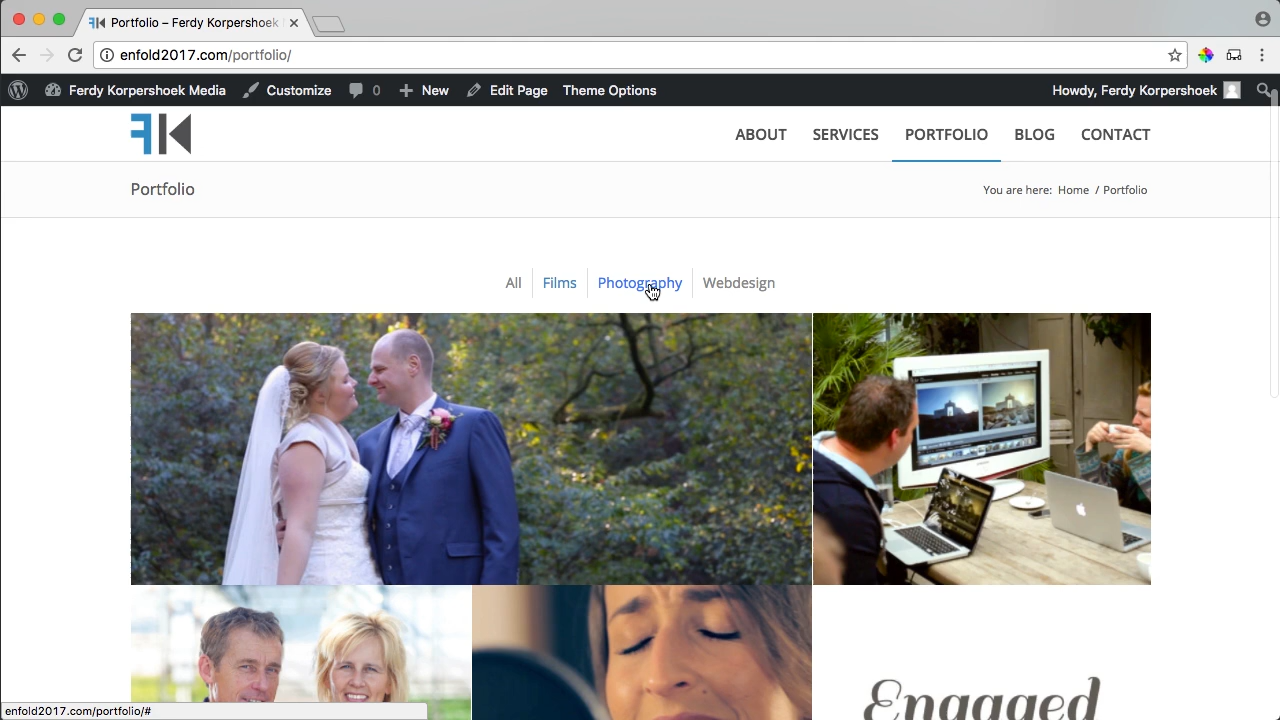 Portfolio – Ferdy Korpershoek
enfold2017.com/portfolio/
Ferdy Korpershoek Media Customize 0 New Edit Page Theme Options Howdy, Ferdy Korpershoek
FK
ABOUT SERVICES PORTFOLIO BLOG CONTACT
Portfolio
You are here: Home / Portfolio
All Films Photography Webdesign
Engaged
enfold2017.com/portfolio/#